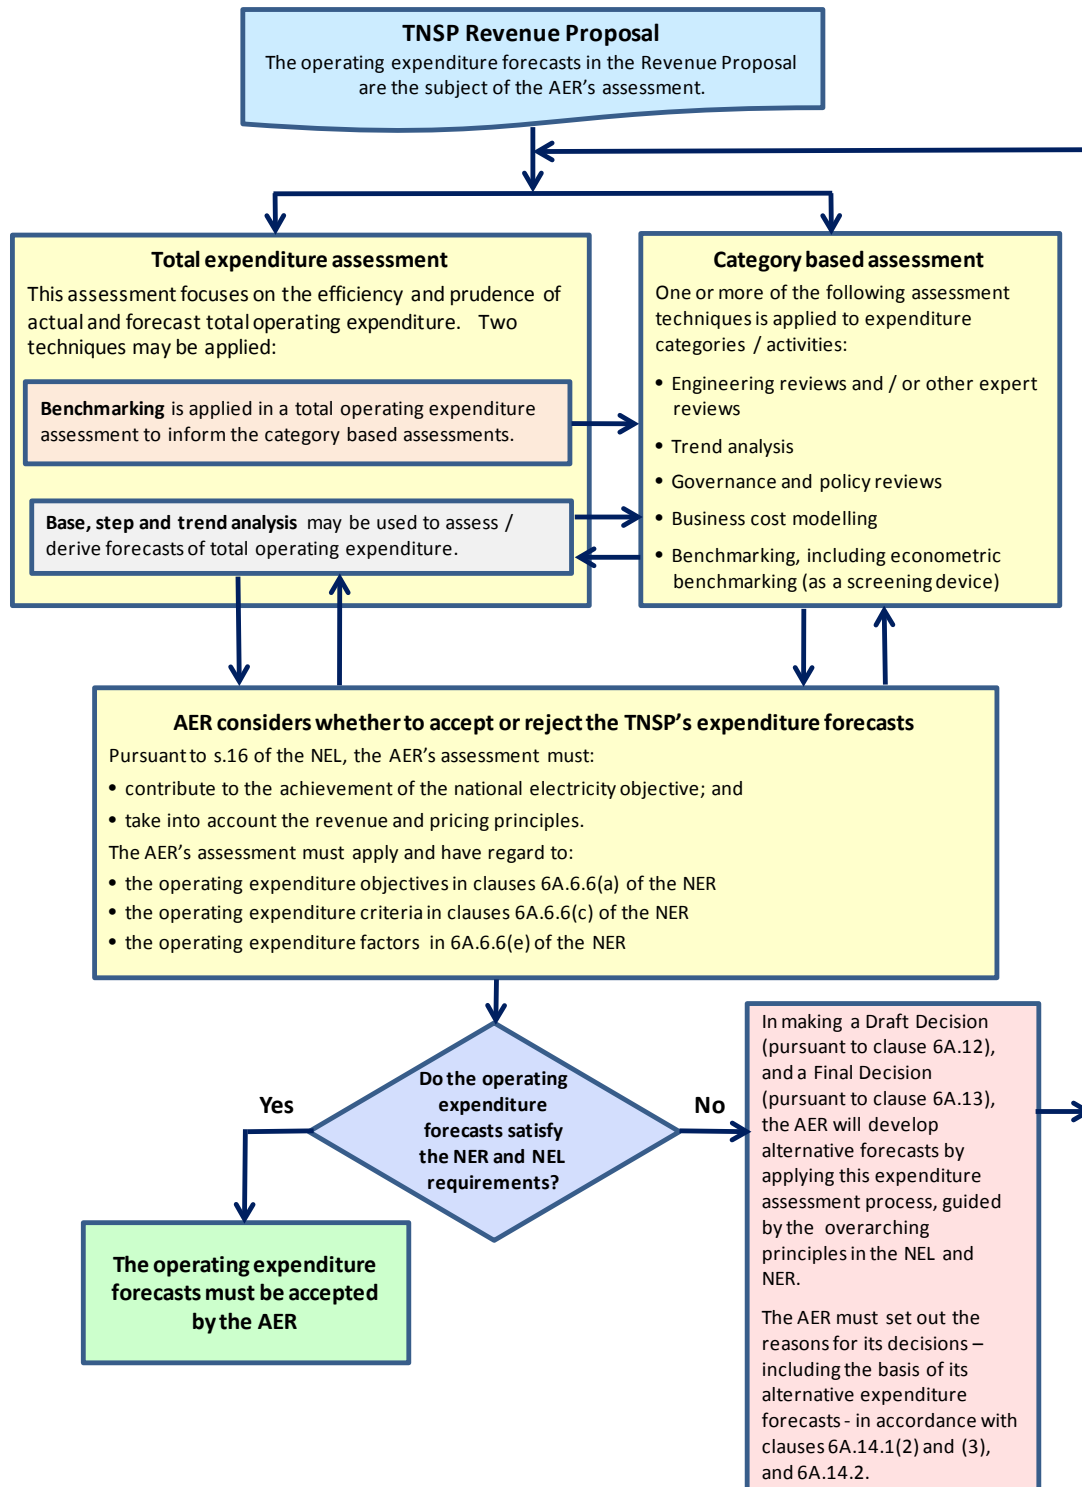 TNSP Revenue Proposal
The operating expenditure forecasts in the Revenue Proposal
are the subject of the AER's assessment.
Total expenditure assessment
This assessment focuses on the efficiency and prudence of
actual and forecast total operating expenditure. Two
techniques may be applied:
Benchmarking is applied in a total operating expenditure
assessment to inform the category based assessments.
Base, step and trend analysis may be used to assess /
derive forecasts of total operating expenditure.
Category based assessment
One or more of the following assessment
techniques is applied to expenditure
categories / activities:
• Engineering reviews and / or other expert
reviews
• Trend analysis
• Governance and policy reviews
• Business cost modelling
• Benchmarking, including econometric
benchmarking (as a screening device)
AER considers whether to accept or reject the TNSP's expenditure forecasts
Pursuant to s.16 of the NEL, the AER's assessment must:
• contribute to the achievement of the national electricity objective; and
• take into account the revenue and pricing principles.
The AER's assessment must apply and have regard to:
• the operating expenditure objectives in clauses 6A.6.6(a) of the NER
• the operating expenditure criteria in clauses 6A.6.6(c) of the NER
• the operating expenditure factors in 6A.6.6(e) of the NER
Do the operating
expenditure
forecasts satisfy
the NER and NEL
requirements?
Yes
No
The operating expenditure
forecasts must be accepted
by the AER
In making a Draft Decision
(pursuant to clause 6A.12),
and a Final Decision
(pursuant to clause 6A.13),
the AER will develop
alternative forecasts by
applying this expenditure
assessment process, guided
by the overarching
principles in the NEL and
NER.
The AER must set out the
reasons for its decisions –
including the basis of its
alternative expenditure
forecasts - in accordance with
clauses 6A.14.1(2) and (3),
and 6A.14.2.